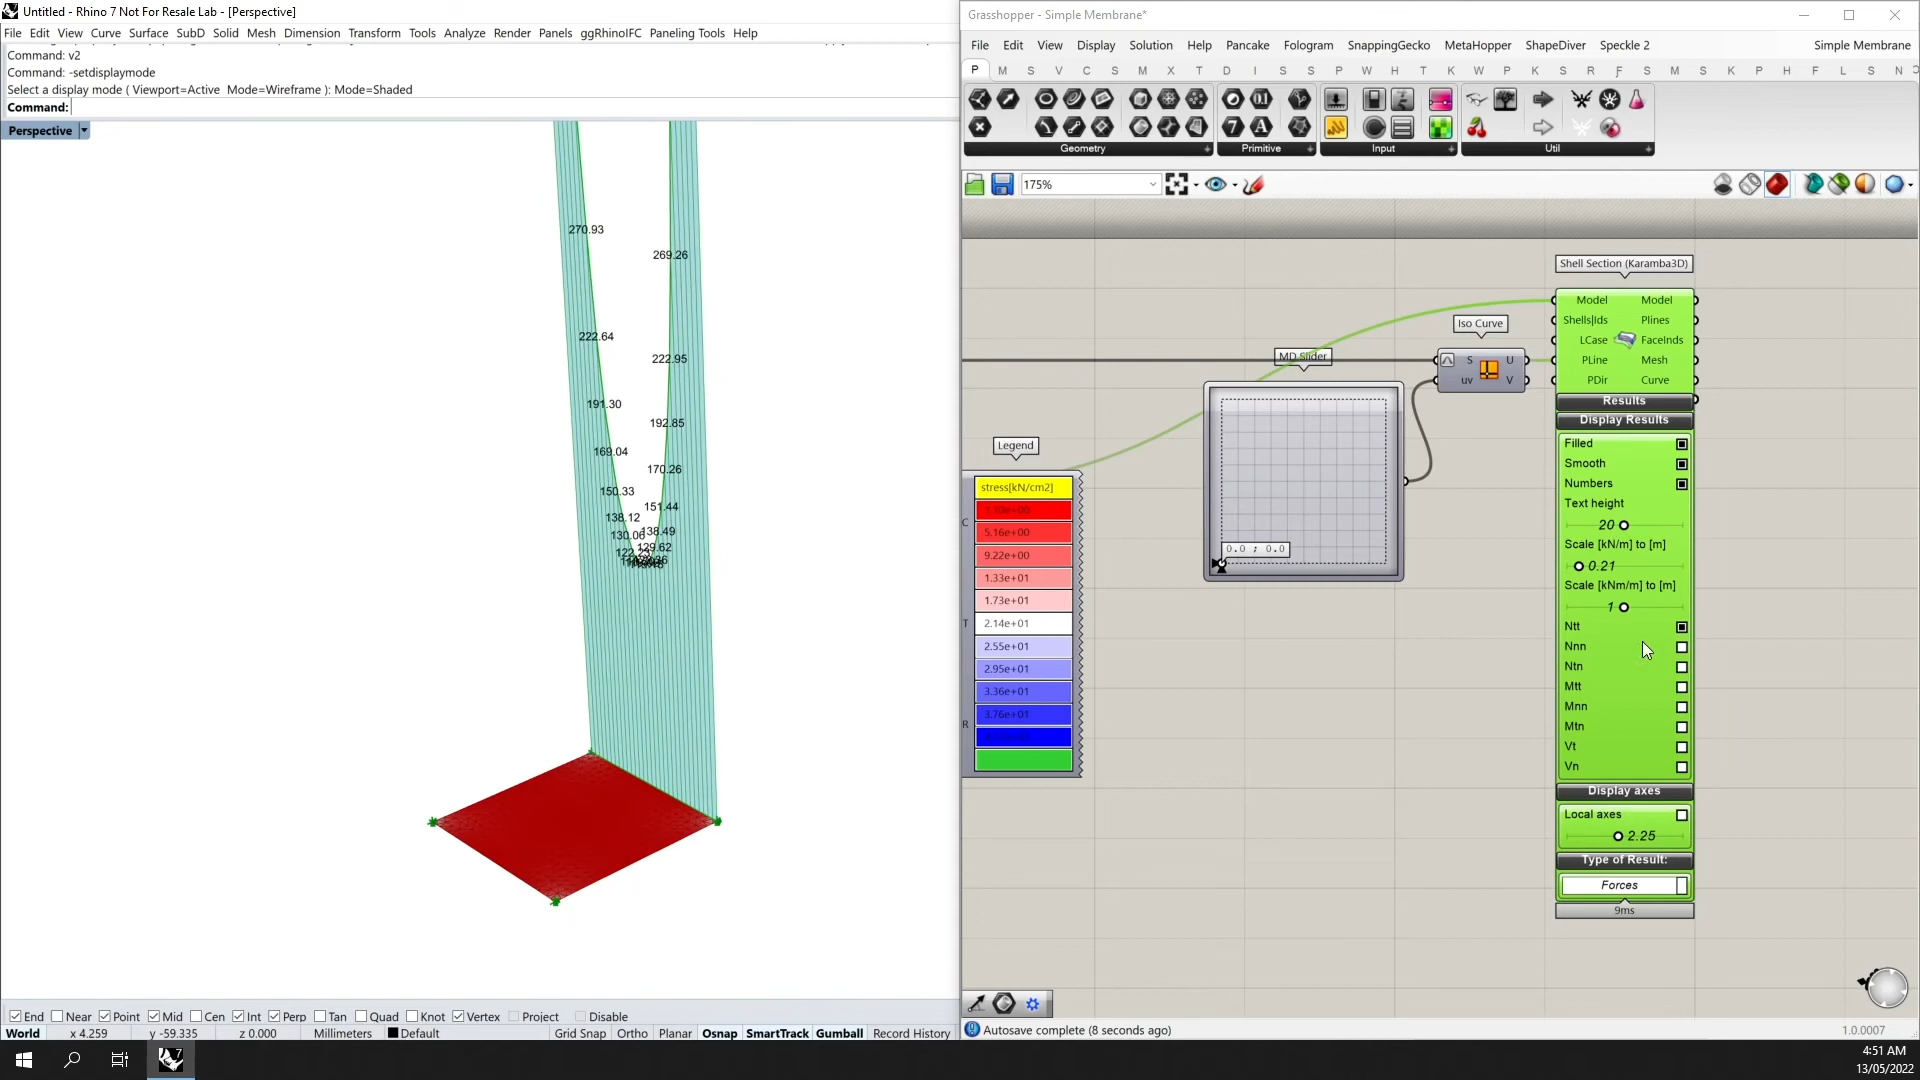 Untitled - Rhino 7 Not For Resale Lab - [Perspective]
File Edit View Curve Surface SubD Solid Mesh Dimension Transform Tools Analyze Render Panels ggRhinoIFC Paneling Tools Help
Command: v2
Command: -setdisplaymode
Select a display mode ( Viewport=Active Mode=Wireframe ): Mode=Shaded
Command:
Perspective
270.93
269.26
222.64
222.95
191.30
192.85
169.04
170.26
150.33
151.44
138.12
138.49
130.06
129.62
End Near Point Mid Cen Int Perp Tan Quad Knot Vertex Project Disable
World x 4.259 y -59.335 z 0.000 Millimeters Default Grid Snap Ortho Planar Osnap SmartTrack Gumball Record History
Grasshopper - Simple Membrane*
File Edit View Display Solution Help Pancake Fologram SnappingGecko MetaHopper ShapeDiver Speckle 2 Simple Membrane
P M S V C S M X T D I S S P W H T K W P K S R F S M S K P H F L S N
Geometry Primitive Input Util
175%
Shell Section (Karamba3D)
Model Model
Shells|Ids Plines
LCase FaceInds
PLine Mesh
PDir Curve
Results
Display Results
Filled
Smooth
Numbers
Text height
20
Scale [kN/m] to [m]
0.21
Scale [kNm/m] to [m]
1
Ntt
Nnn
Ntn
Mtt
Mnn
Mtn
Vt
Vn
Display axes
Local axes
2.25
Type of Result:
Forces
9ms
Iso Curve
S U
uv V
MD Slider
0.0 ; 0.0
Legend
C
T
R
stress[kN/cm2]
5.16e+00
9.22e+00
1.33e+01
1.73e+01
2.14e+01
2.55e+01
2.95e+01
3.36e+01
3.76e+01
Autosave complete (8 seconds ago)
1.0.0007
4:51 AM
13/05/2022